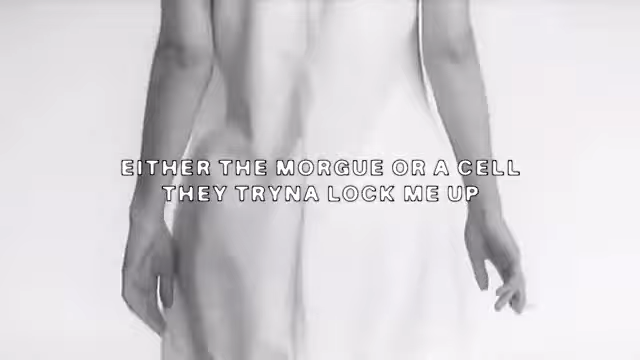 EITHER THE MORGUE OR A CELL
THEY TRYNA LOCK ME UP